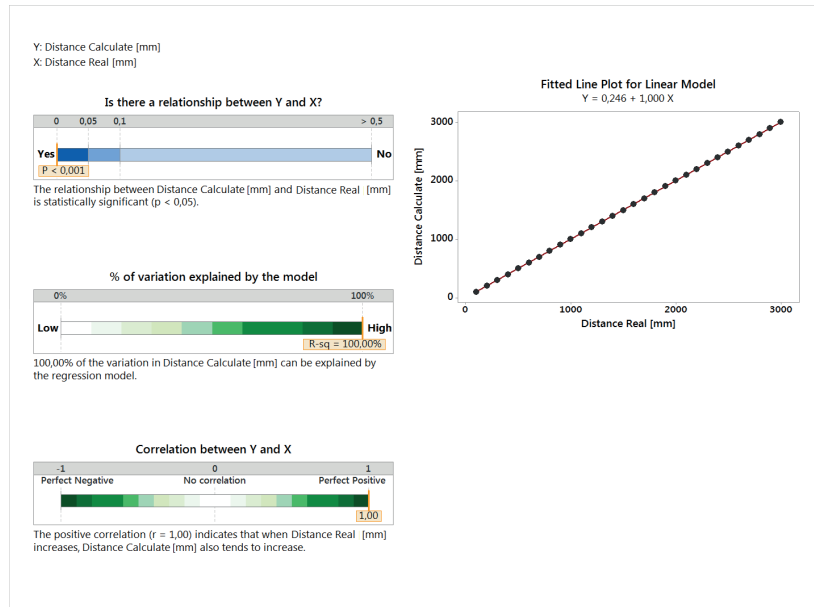 Y: Distance Calculate [mm]
X: Distance Real [mm]
Is there a relationship between Y and X?
0 0,05 0,1 > 0,5
Yes No
P < 0,001
The relationship between Distance Calculate [mm] and Distance Real [mm]
is statistically significant (p < 0,05).
% of variation explained by the model
0% 100%
Low High
R-sq = 100,00%
100,00% of the variation in Distance Calculate [mm] can be explained by
the regression model.
Correlation between Y and X
-1 0 1
Perfect Negative No correlation Perfect Positive
1,00
The positive correlation (r = 1,00) indicates that when Distance Real [mm]
increases, Distance Calculate [mm] also tends to increase.
Fitted Line Plot for Linear Model
Y = 0,246 + 1,000 X
Distance Calculate [mm]
3000
2000
1000
0
0 1000 2000 3000
Distance Real [mm]